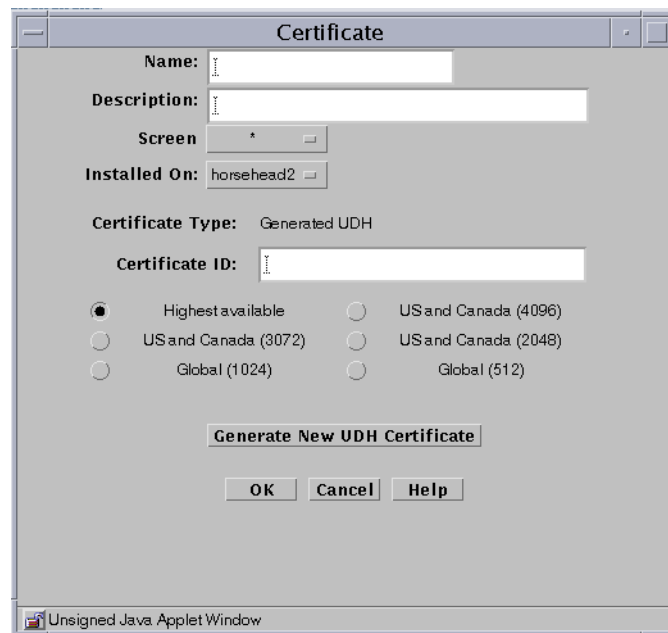 Certificate
Name:
Description:
Screen *
Installed On: horsehead2
Certificate Type: Generated UDH
Certificate ID:
Highest available US and Canada (4096)
US and Canada (3072) US and Canada (2048)
Global (1024) Global (512)
Generate New UDH Certificate
OK Cancel Help
Unsigned Java Applet Window